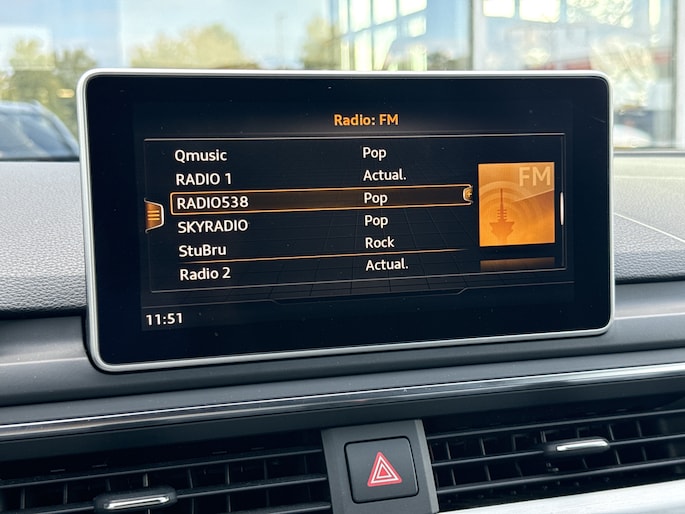 Radio: FM
Qmusic Pop
RADIO 1 Actual.
RADIO538 Pop
SKYRADIO Pop
StuBru Rock
Radio 2 Actual.
FM
11:51